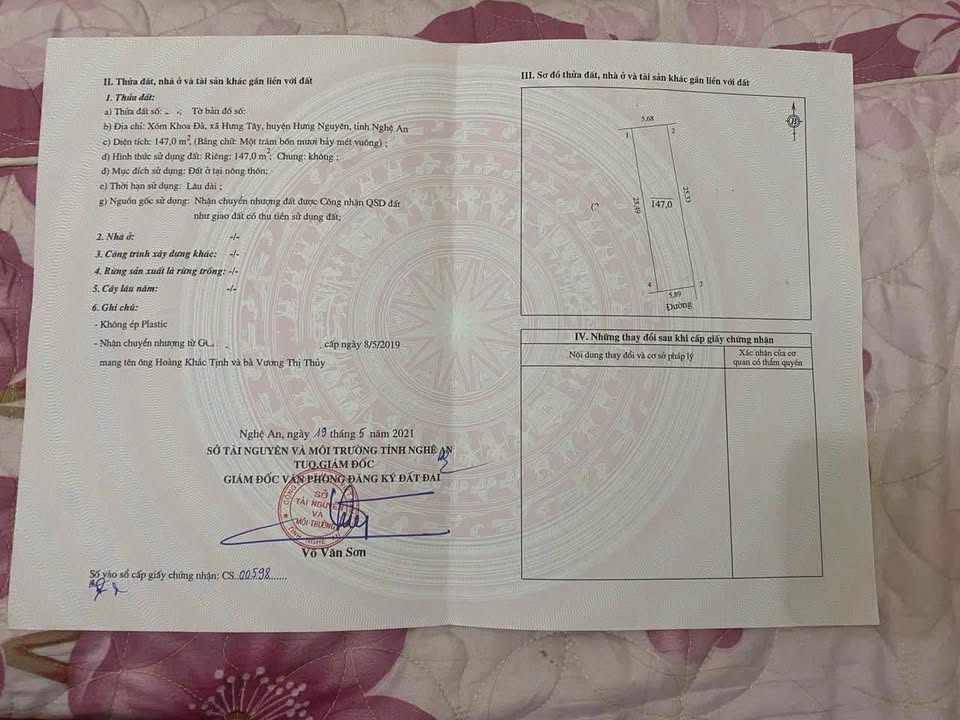 II. Thửa đất, nhà ở và tài sản khác gắn liền với đất
1. Thửa đất:
a) Thửa đất số: Tờ bản đồ số:
b) Địa chỉ: Xóm Khoa Đà, xã Hưng Tây, huyện Hưng Nguyên, tỉnh Nghệ An
c) Diện tích: 147,0 m², (Bằng chữ: Một trăm bốn mươi bảy mét vuông) ;
d) Hình thức sử dụng đất: Riêng: 147,0 m²; Chung: không ;
đ) Mục đích sử dụng: Đất ở tại nông thôn;
e) Thời hạn sử dụng: Lâu dài ;
g) Nguồn gốc sử dụng: Nhận chuyển nhượng đất được Công nhận QSD đất
như giao đất có thu tiền sử dụng đất;
2. Nhà ở: -/-
3. Công trình xây dựng khác: -/-
4. Rừng sản xuất là rừng trồng: -/-
5. Cây lâu năm: -/-
6. Ghi chú:
- Không ép Plastic
- Nhận chuyển nhượng từ cấp ngày 8/5/2019
mang tên ông Hoàng Khắc Tịnh và bà Vương Thị Thủy
Nghệ An, ngày 19 tháng 5 năm 2021
SỞ TÀI NGUYÊN VÀ MÔI TRƯỜNG TỈNH NGHỆ AN
TUQ.GIÁM ĐỐC
GIÁM ĐỐC VĂN PHÒNG ĐĂNG KÝ ĐẤT ĐAI
SỞ
TÀI NGUYÊN
VÀ
MÔI TRƯỜNG
TỈNH NGHỆ AN
Võ Văn Sơn
Số vào sổ cấp giấy chứng nhận: CS.00598......
III. Sơ đồ thửa đất, nhà ở và tài sản khác gắn liền với đất
B
5,68
1
2
25,49
147,0
25,33
4
3
5,89
Đường
IV. Những thay đổi sau khi cấp giấy chứng nhận
Nội dung thay đổi và cơ sở pháp lý
Xác nhận của cơ
quan có thẩm quyền